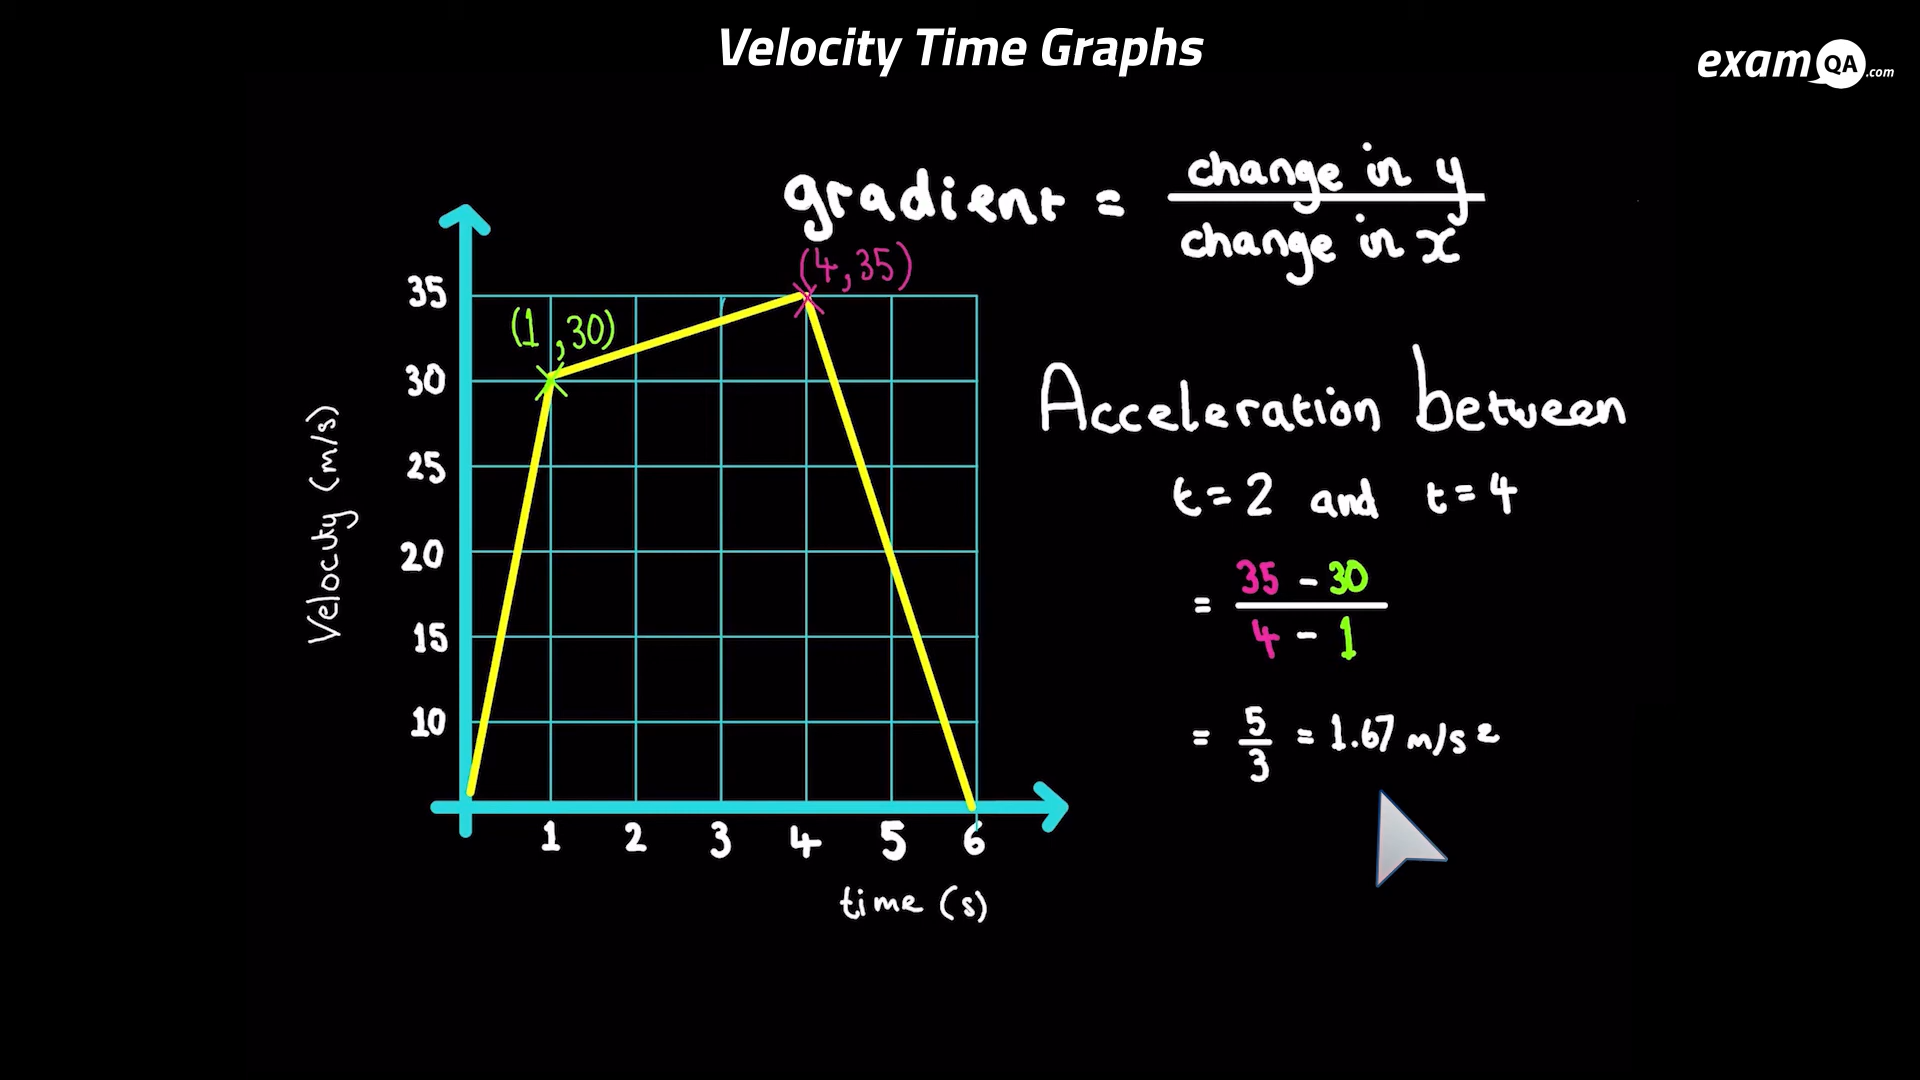 Velocity Time Graphs
examQA.com
gradient = change in y
change in x
(4,35)
(1,30)
35
30
25
20
15
10
Velocity (m/s)
1 2 3 4 5 6
time (s)
Acceleration between
t=2 and t=4
= 35 - 30
4 - 1
= 5/3 = 1.67 m/s²